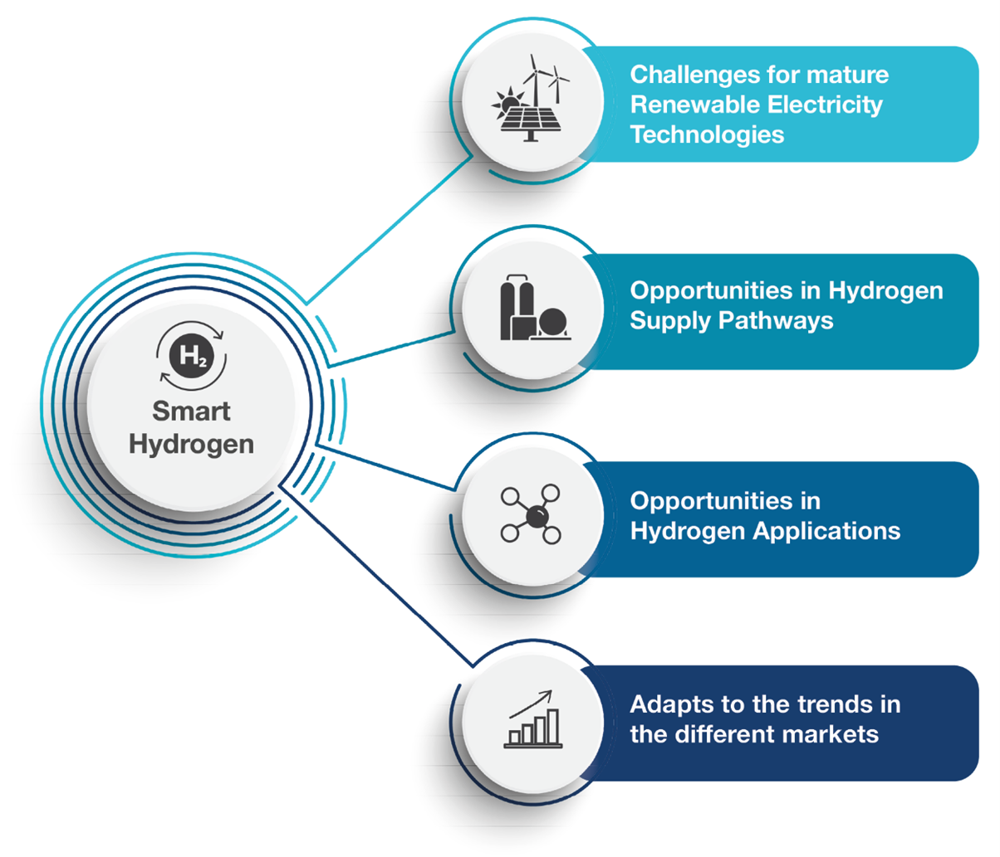 Challenges for mature
Renewable Electricity
Technologies
Opportunities in Hydrogen
Supply Pathways
H₂
Smart
Hydrogen
Opportunities in
Hydrogen Applications
Adapts to the trends in
the different markets